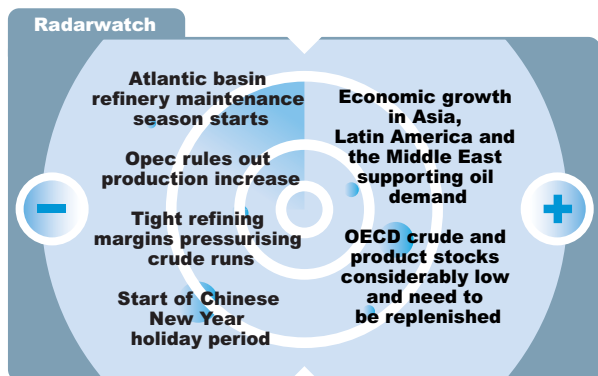 Radarwatch
Atlantic basin
refinery maintenance
season starts
Opec rules out
production increase
Tight refining
margins pressurising
crude runs
Start of Chinese
New Year
holiday period
Economic growth
in Asia,
Latin America and
the Middle East
supporting oil
demand
OECD crude and
product stocks
considerably low
and need to
be replenished